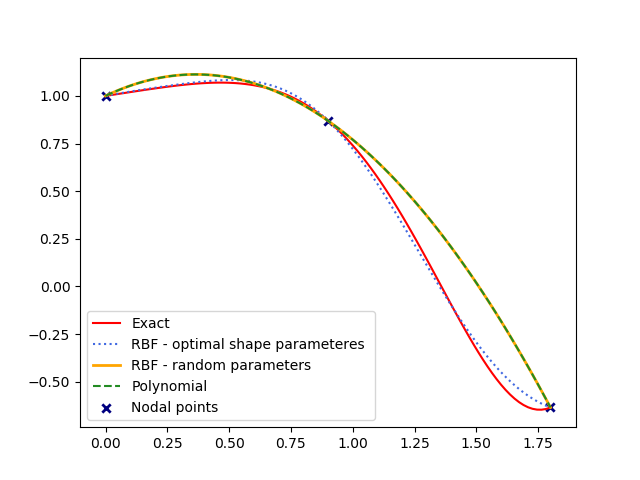 1.00
0.75
0.50
0.25
0.00
−0.25
−0.50
Exact
RBF - optimal shape parameteres
RBF - random parameters
Polynomial
Nodal points
0.00 0.25 0.50 0.75 1.00 1.25 1.50 1.75